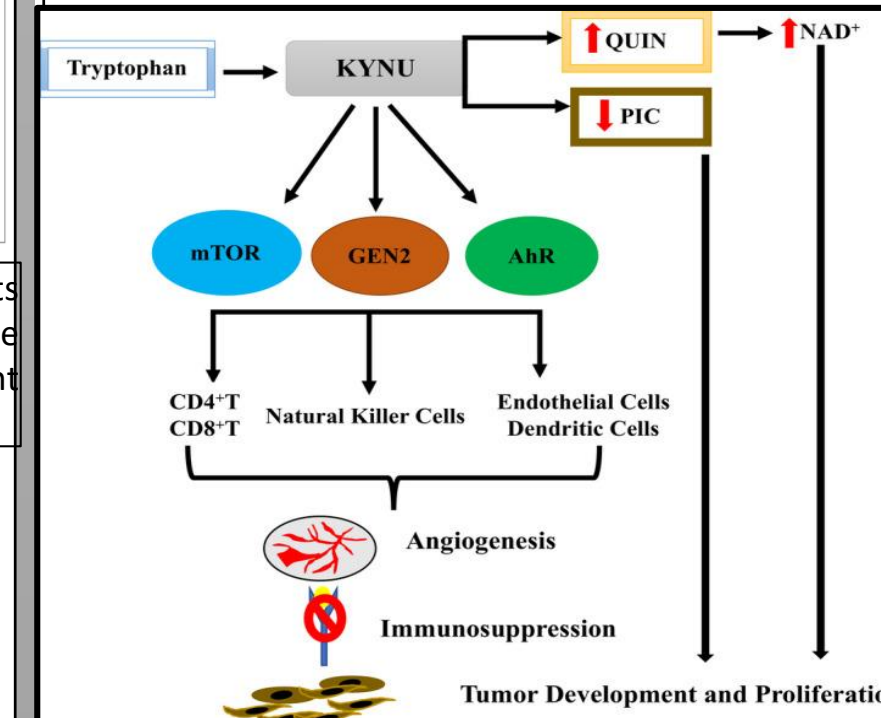 Tryptophan
KYNU
QUIN
NAD⁺
PIC
mTOR
GEN2
AhR
CD4⁺T
CD8⁺T
Natural Killer Cells
Endothelial Cells
Dendritic Cells
Angiogenesis
Immunosuppression
Tumor Development and